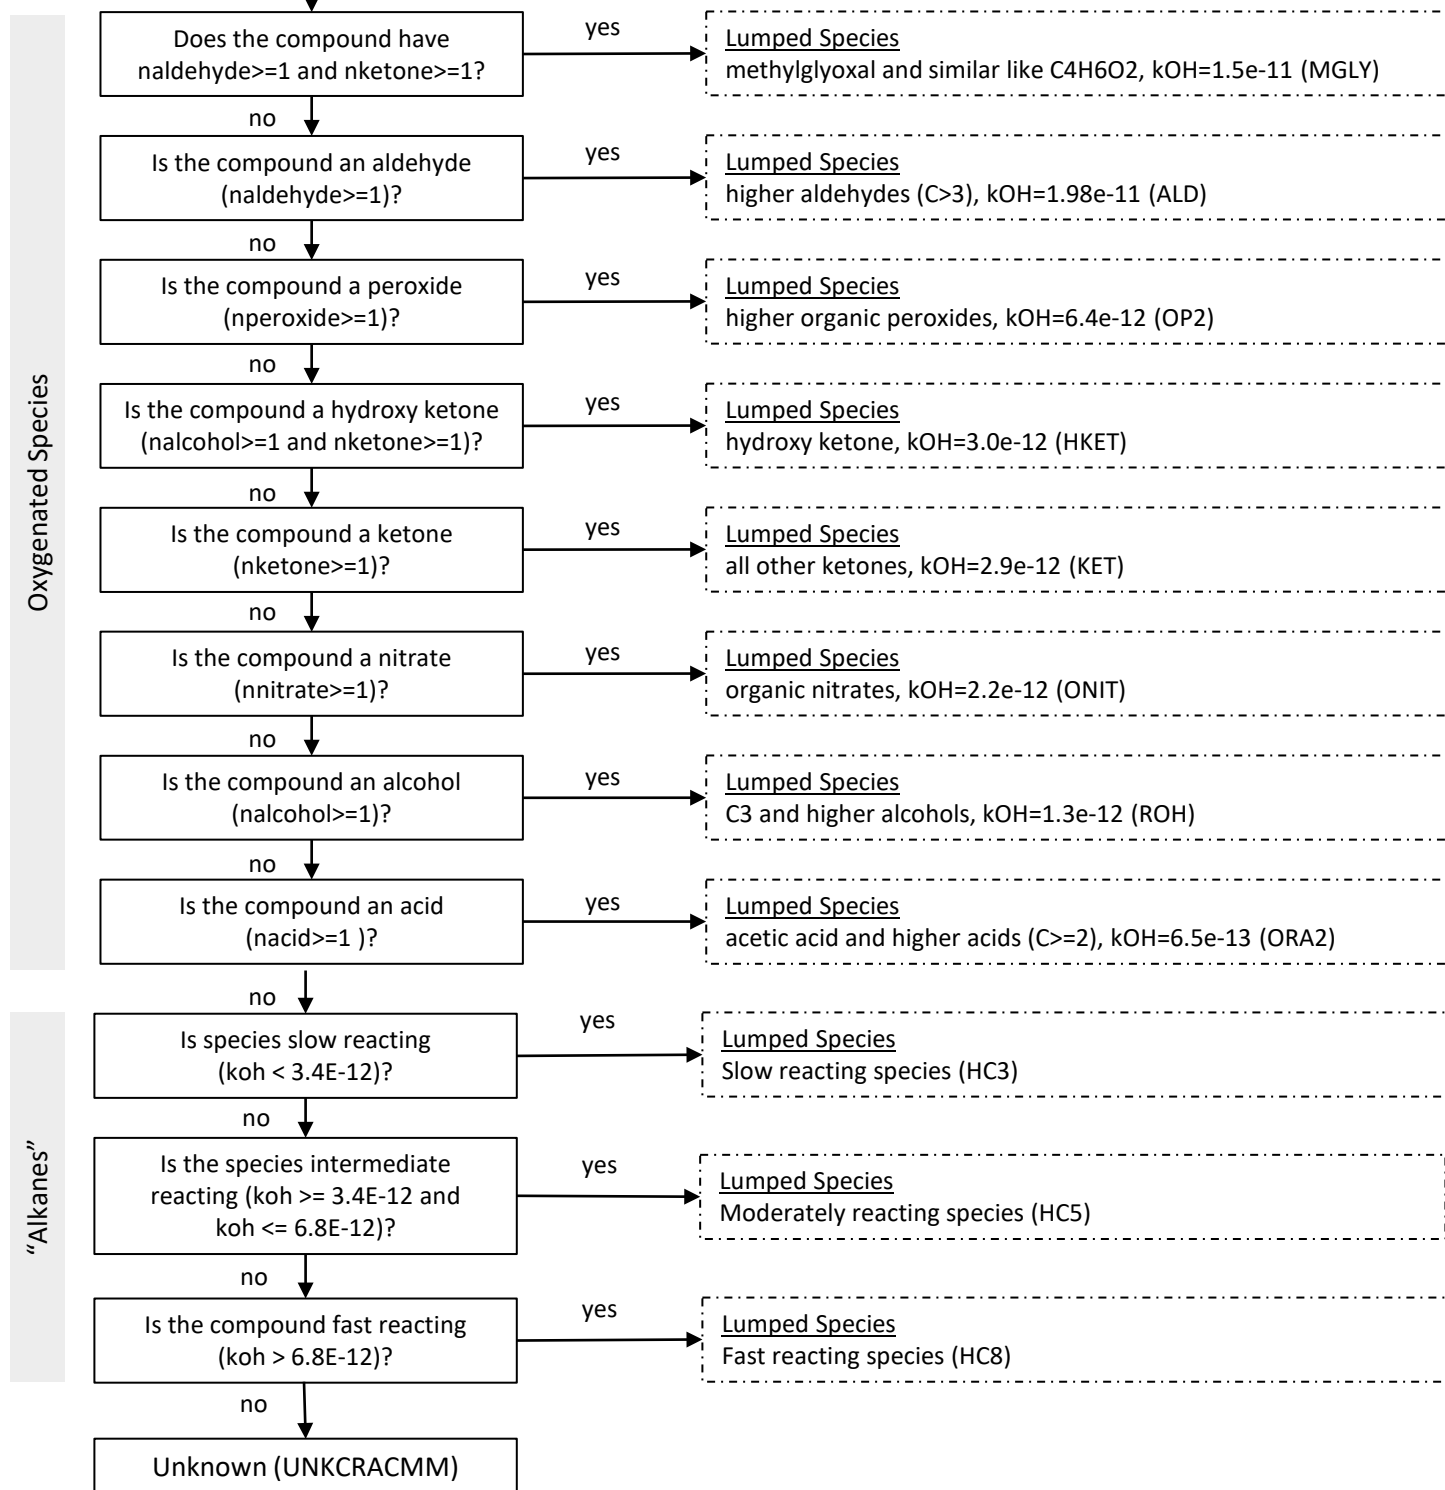 Oxygenated Species
Does the compound have
naldehyde>=1 and nketone>=1?
yes
Lumped Species
methylglyoxal and similar like C4H6O2, kOH=1.5e-11 (MGLY)
no
Is the compound an aldehyde
(naldehyde>=1)?
yes
Lumped Species
higher aldehydes (C>3), kOH=1.98e-11 (ALD)
no
Is the compound a peroxide
(nperoxide>=1)?
yes
Lumped Species
higher organic peroxides, kOH=6.4e-12 (OP2)
no
Is the compound a hydroxy ketone
(nalcohol>=1 and nketone>=1)?
yes
Lumped Species
hydroxy ketone, kOH=3.0e-12 (HKET)
no
Is the compound a ketone
(nketone>=1)?
yes
Lumped Species
all other ketones, kOH=2.9e-12 (KET)
no
Is the compound a nitrate
(nnitrate>=1)?
yes
Lumped Species
organic nitrates, kOH=2.2e-12 (ONIT)
no
Is the compound an alcohol
(nalcohol>=1)?
yes
Lumped Species
C3 and higher alcohols, kOH=1.3e-12 (ROH)
no
Is the compound an acid
(nacid>=1 )?
yes
Lumped Species
acetic acid and higher acids (C>=2), kOH=6.5e-13 (ORA2)
no
“Alkanes”
Is species slow reacting
(koh < 3.4E-12)?
yes
Lumped Species
Slow reacting species (HC3)
no
Is the species intermediate
reacting (koh >= 3.4E-12 and
koh <= 6.8E-12)?
yes
Lumped Species
Moderately reacting species (HC5)
no
Is the compound fast reacting
(koh > 6.8E-12)?
yes
Lumped Species
Fast reacting species (HC8)
no
Unknown (UNKCRACMM)